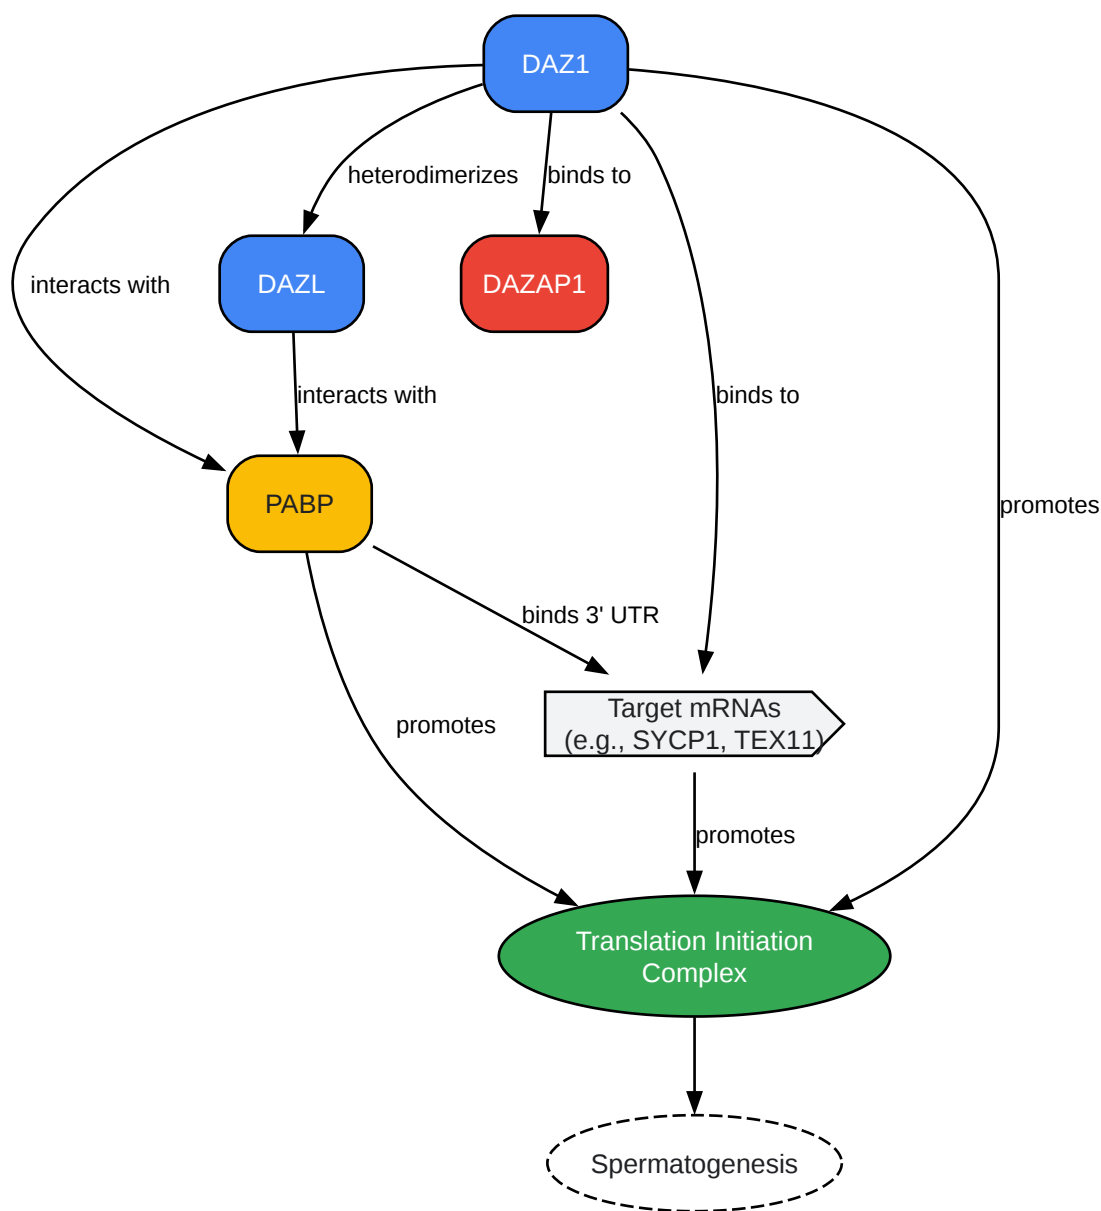 DAZ1
heterodimerizes
binds to
interacts with
DAZL
DAZAP1
interacts with
binds to
PABP
promotes
binds 3' UTR
promotes
Target mRNAs
(e.g., SYCP1, TEX11)
promotes
Translation Initiation
Complex
Spermatogenesis